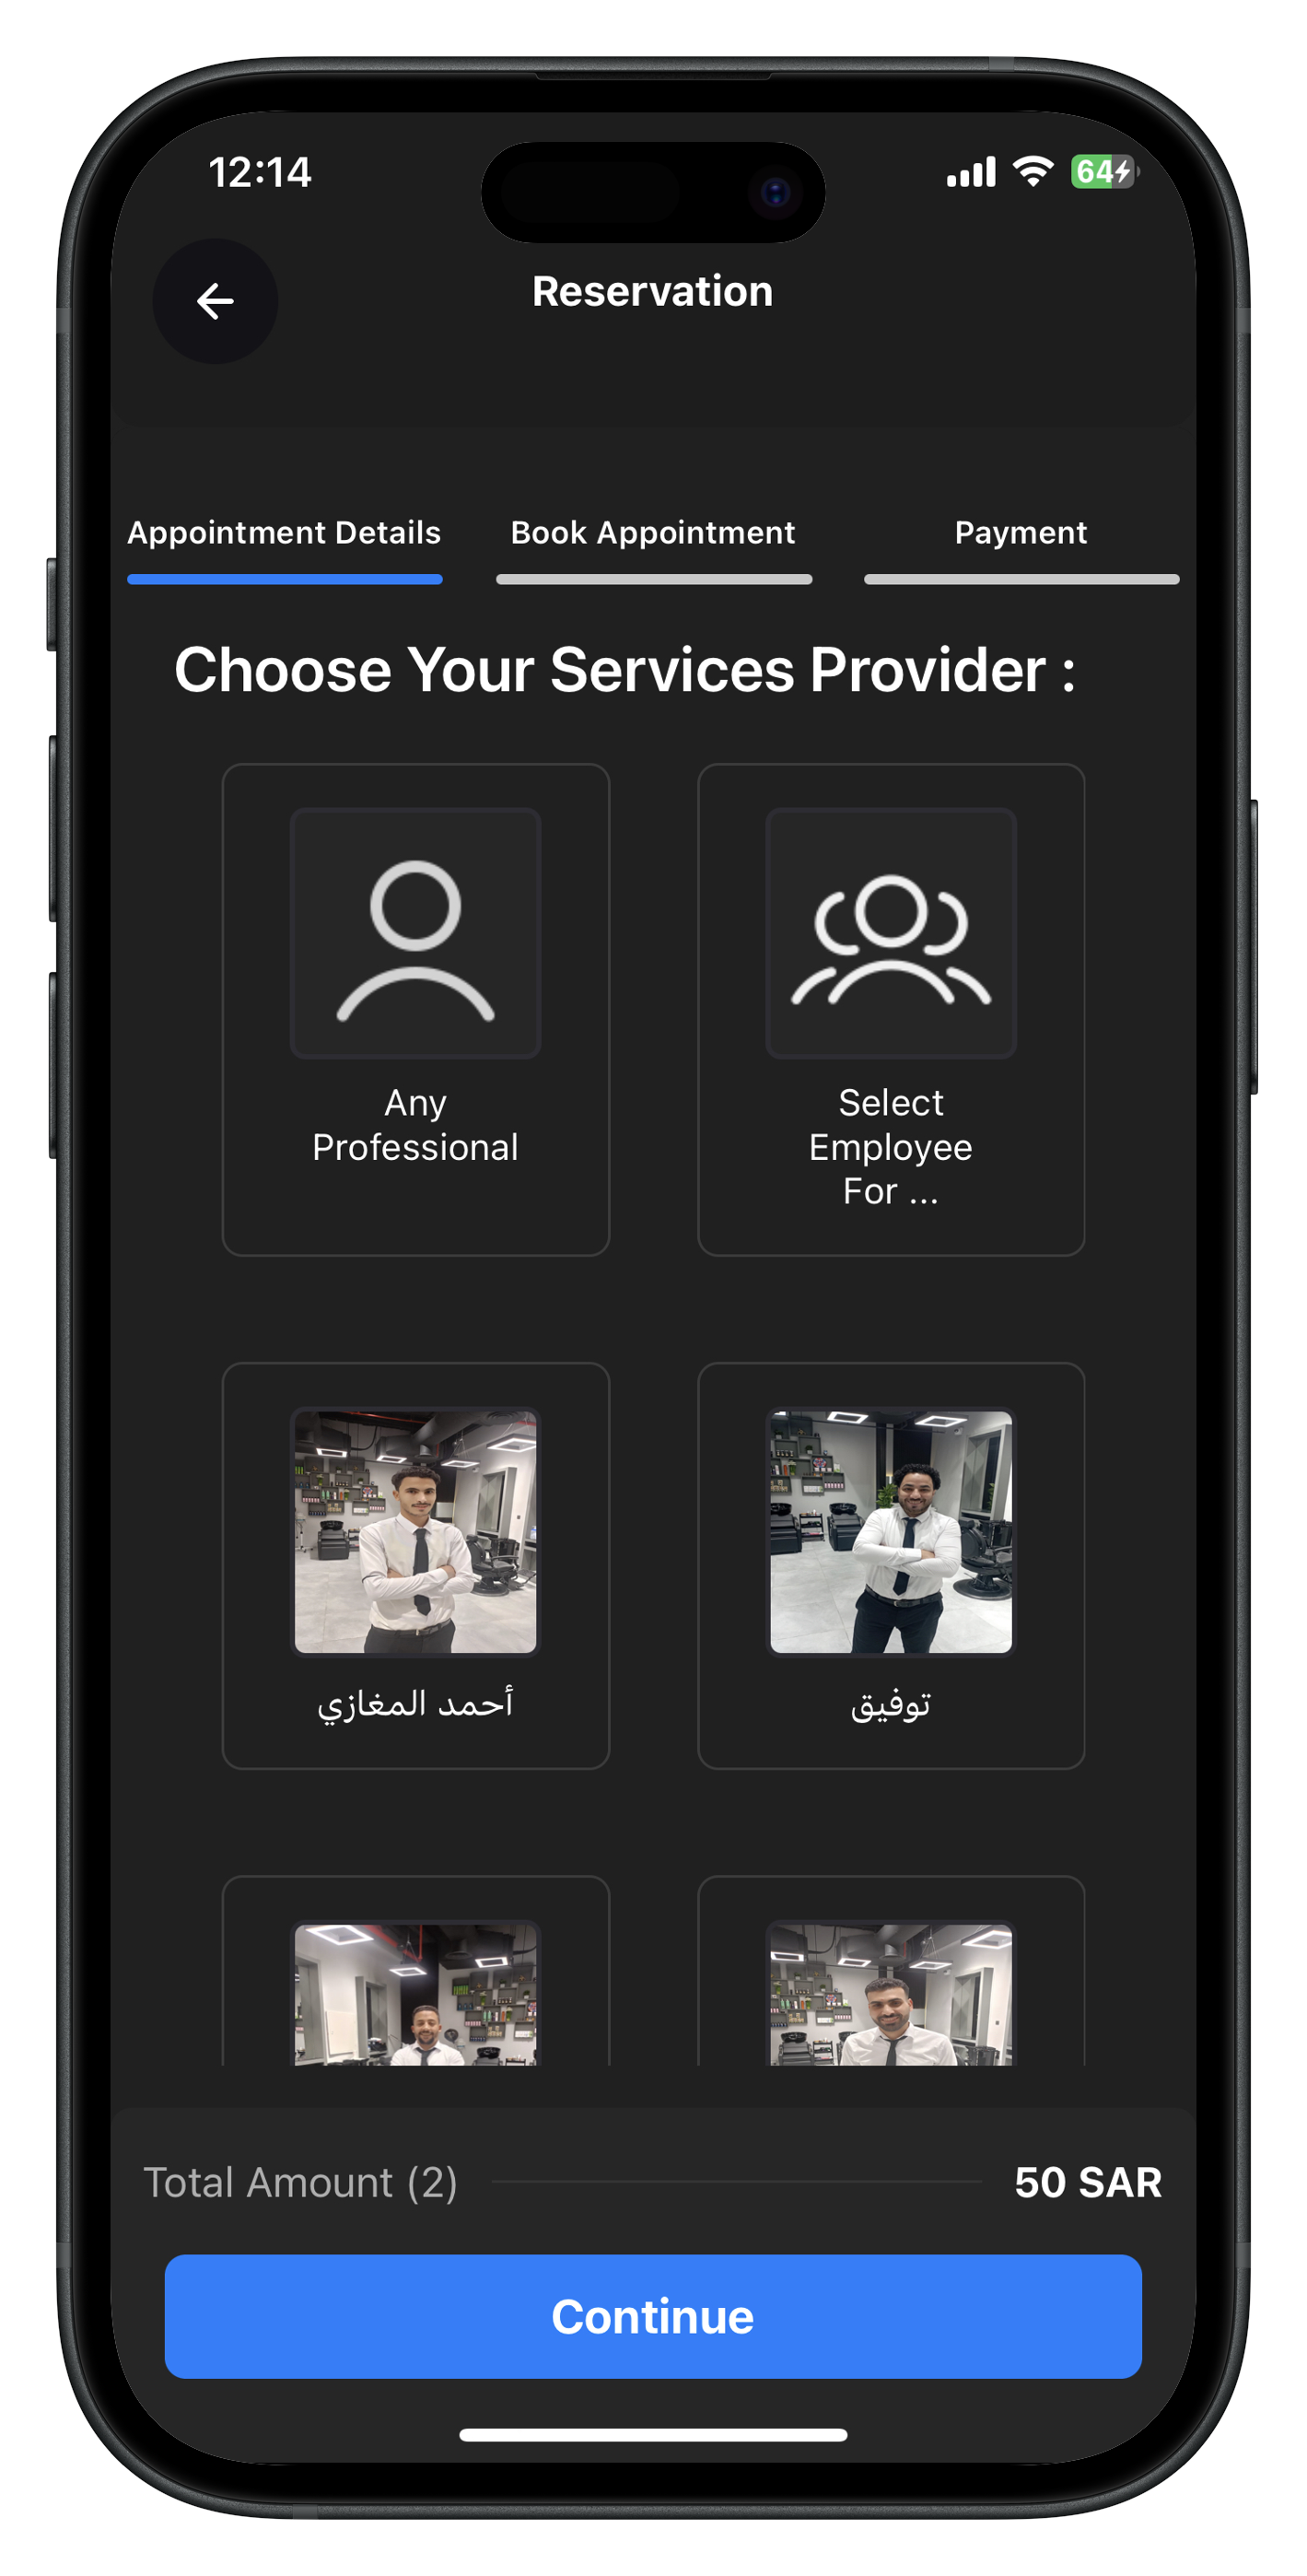 12:14
64
Reservation
Appointment Details
Book Appointment
Payment
Choose Your Services Provider :
Any
Professional
Select
Employee
For ...
أحمد المغازي
توفيق
Total Amount (2)
50 SAR
Continue